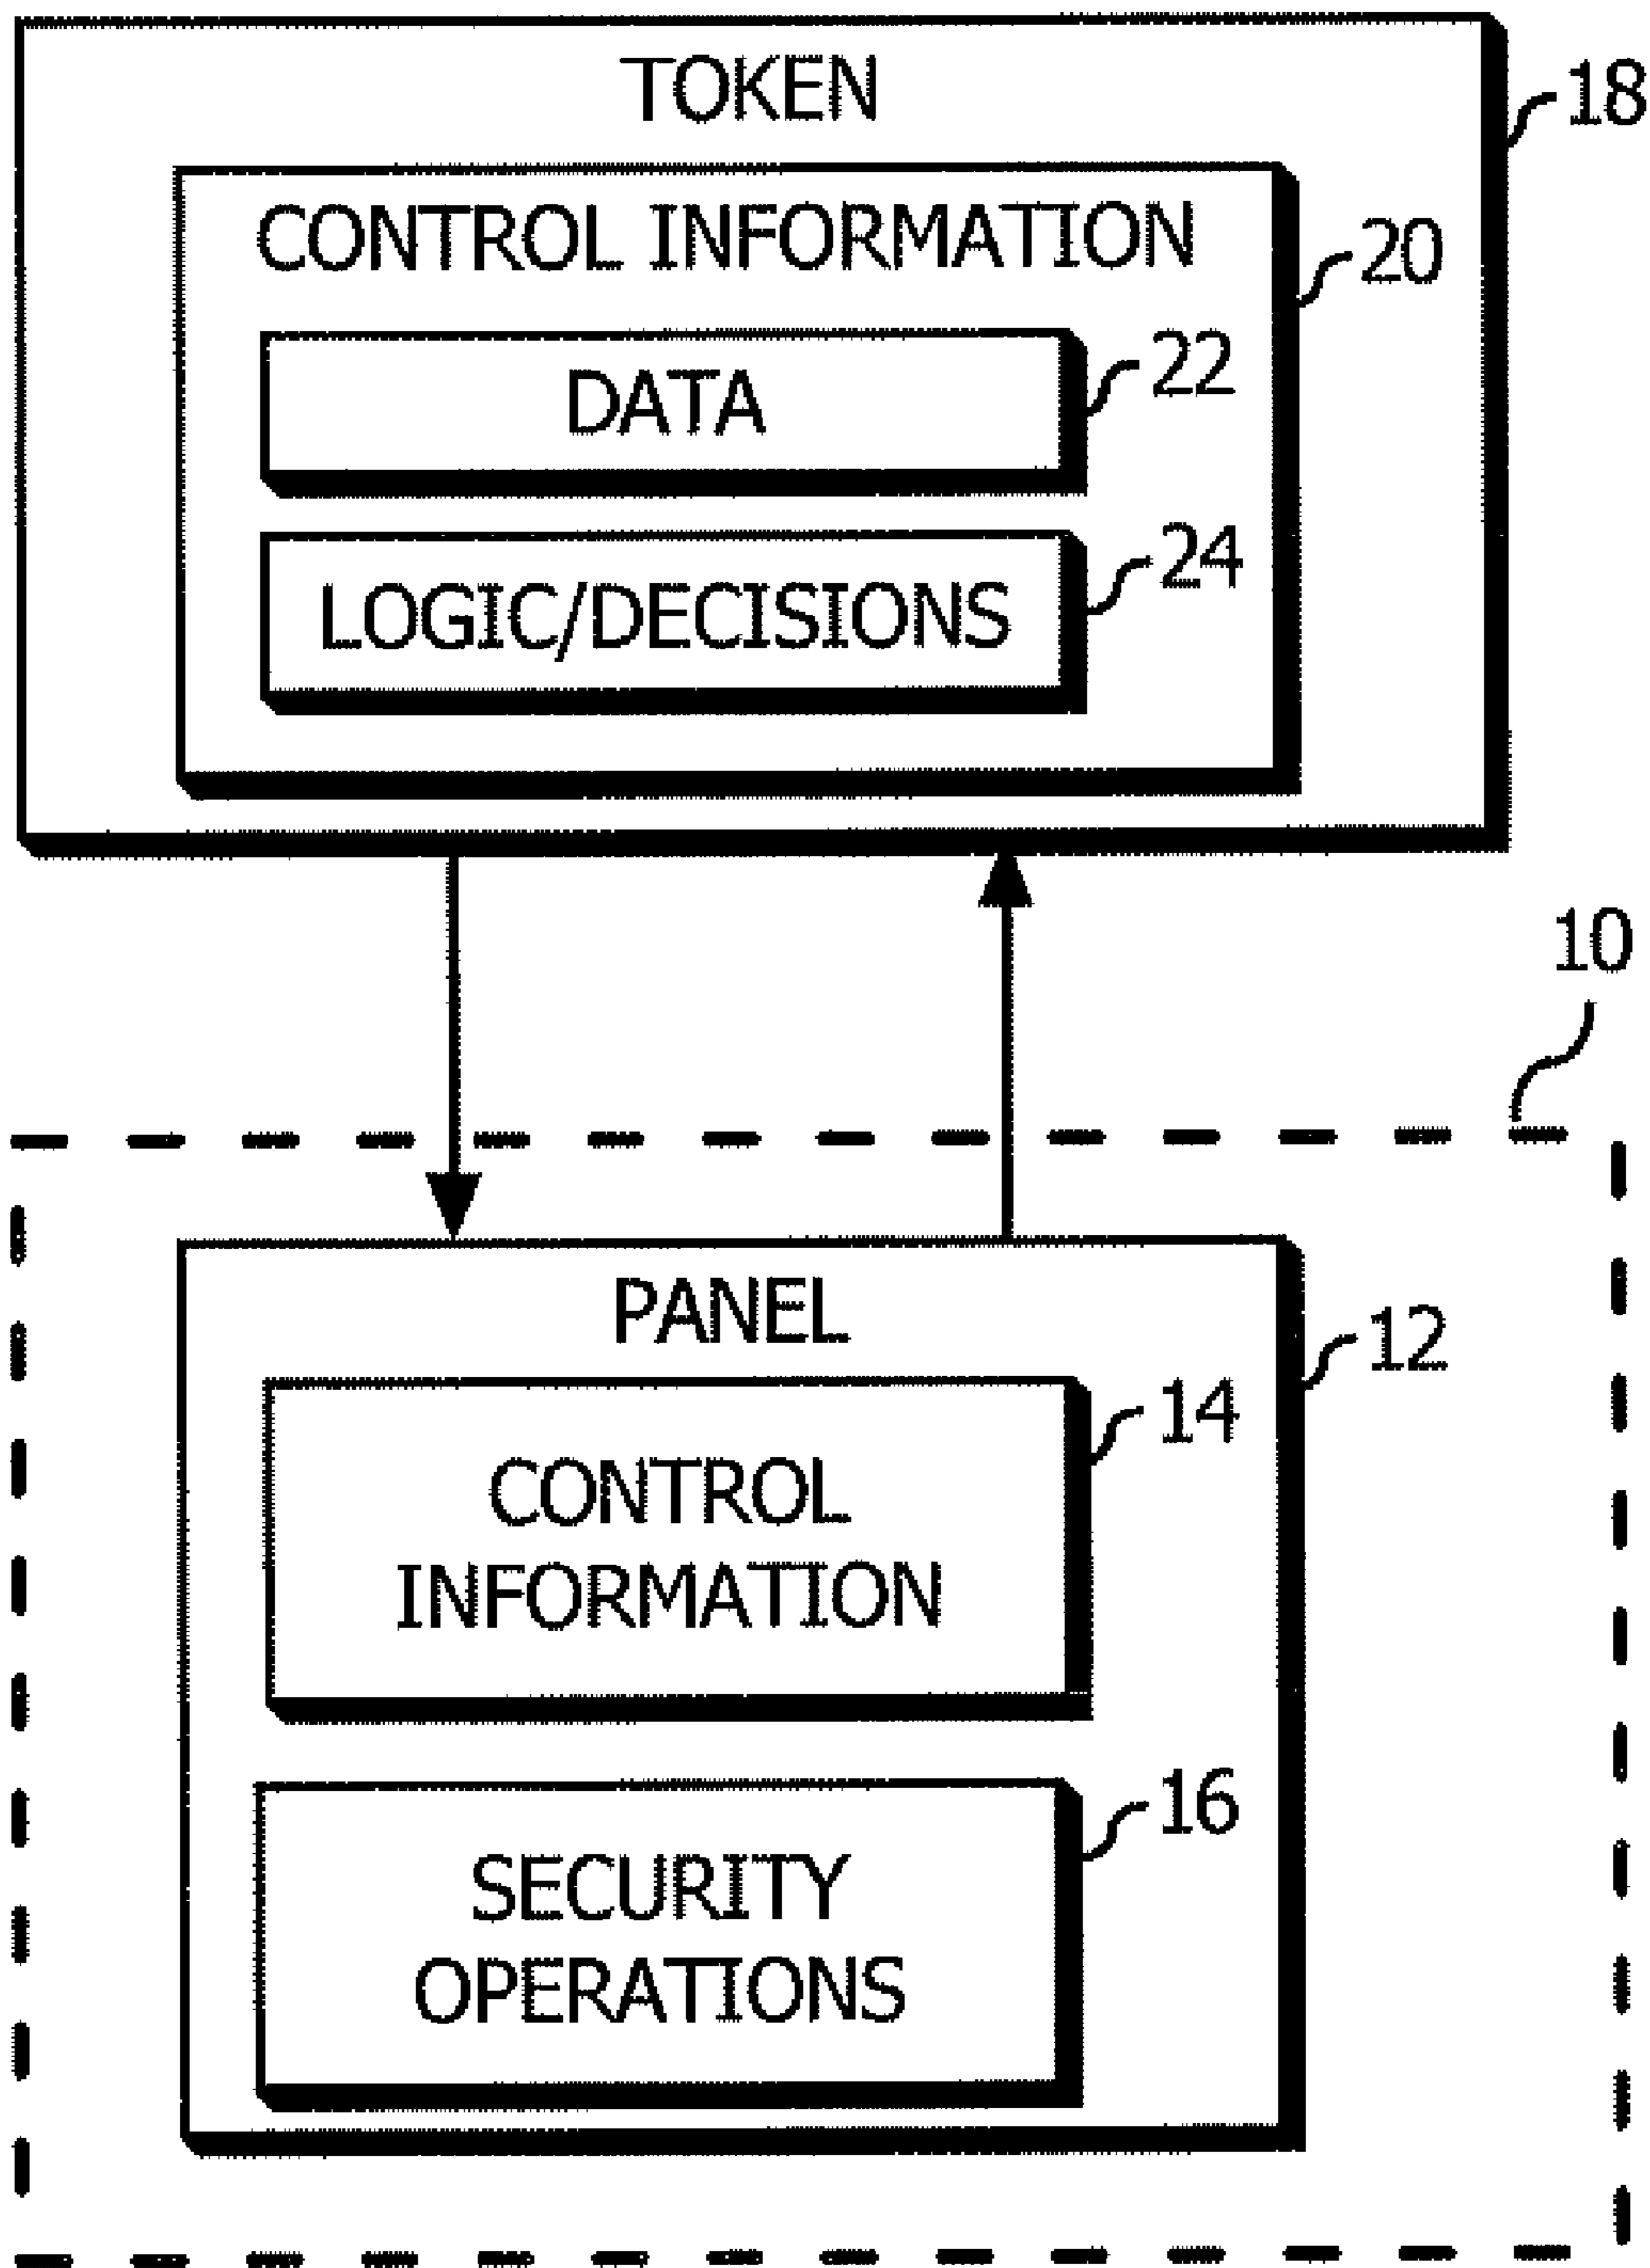 TOKEN
18
CONTROL INFORMATION
20
DATA
22
LOGIC/DECISIONS
24
10
PANEL
12
CONTROL
INFORMATION
14
SECURITY
OPERATIONS
16